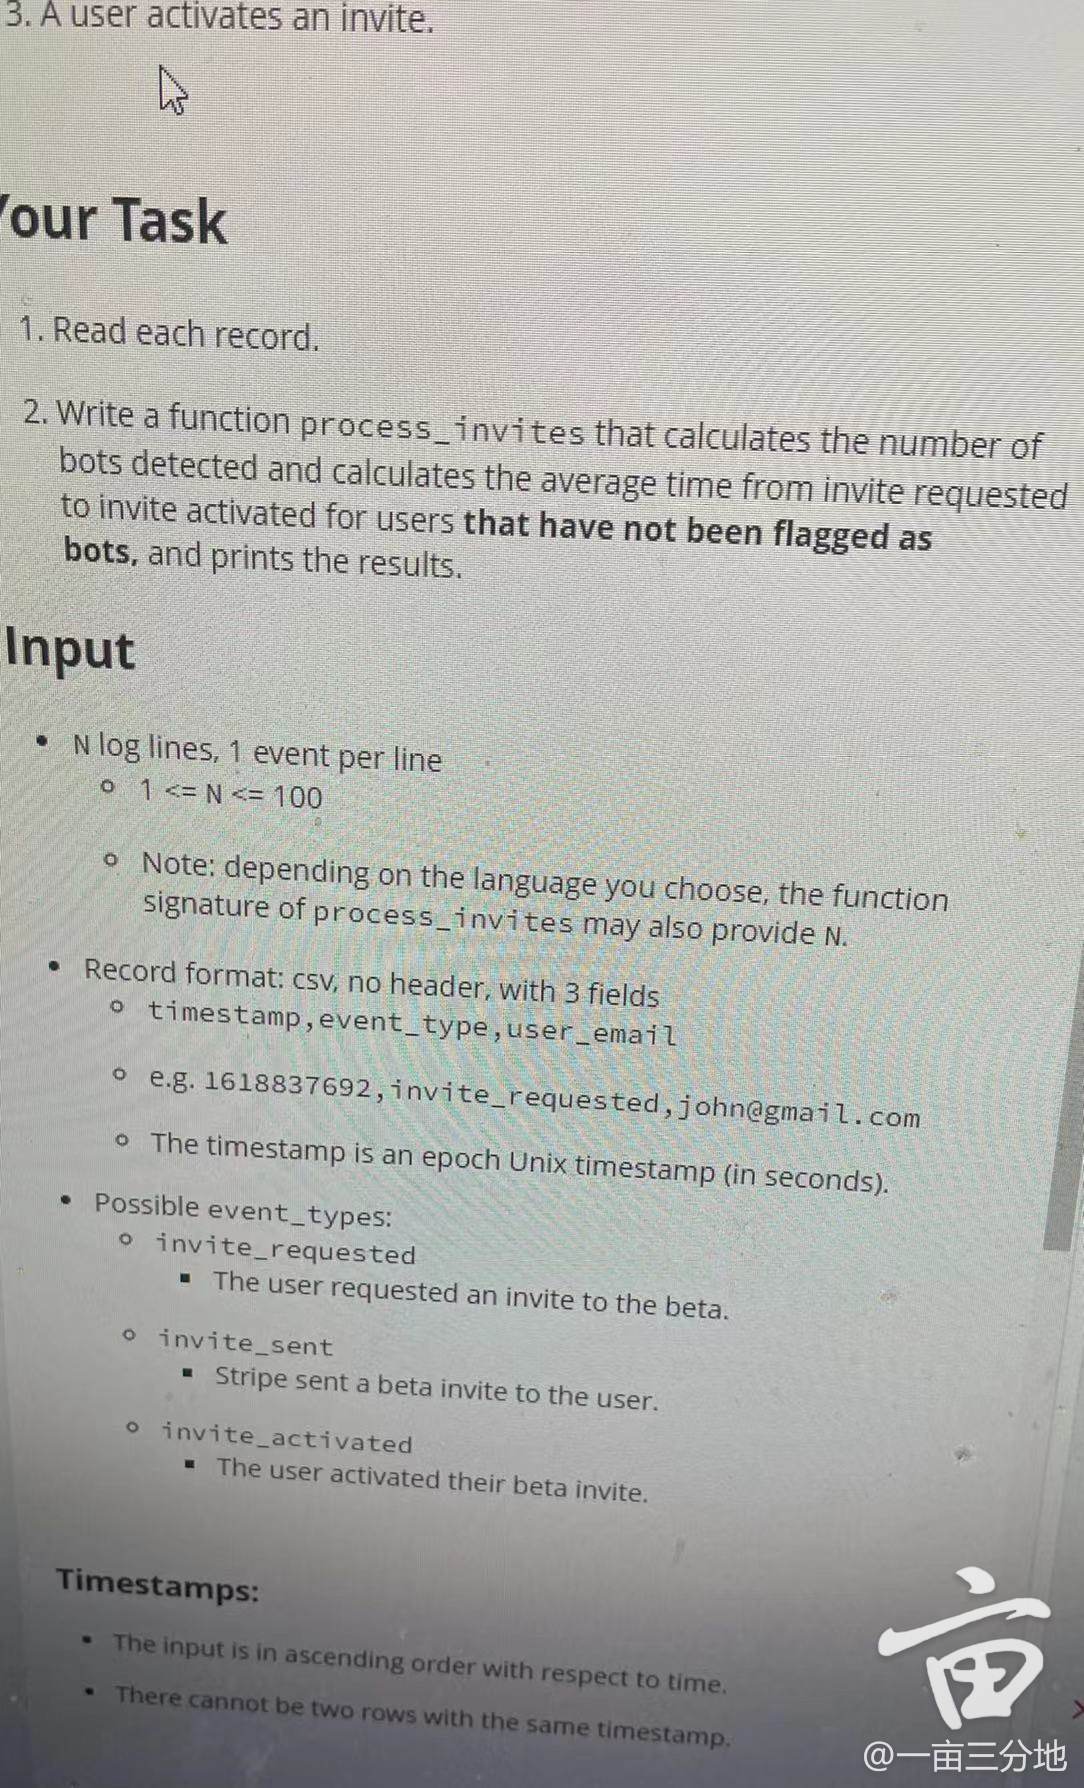 3. A user activates an invite.
Your Task
1. Read each record.
2. Write a function process_invites that calculates the number of
bots detected and calculates the average time from invite requested
to invite activated for users that have not been flagged as
bots, and prints the results.
Input
• N log lines, 1 event per line
○ 1 <= N <= 100
○ Note: depending on the language you choose, the function
signature of process_invites may also provide N.
• Record format: csv, no header, with 3 fields
○ timestamp,event_type,user_email
○ e.g. 1618837692,invite_requested,john@gmail.com
○ The timestamp is an epoch Unix timestamp (in seconds).
• Possible event_types:
○ invite_requested
▪ The user requested an invite to the beta.
○ invite_sent
▪ Stripe sent a beta invite to the user.
○ invite_activated
▪ The user activated their beta invite.
Timestamps:
• The input is in ascending order with respect to time.
• There cannot be two rows with the same timestamp.
亩
@一亩三分地